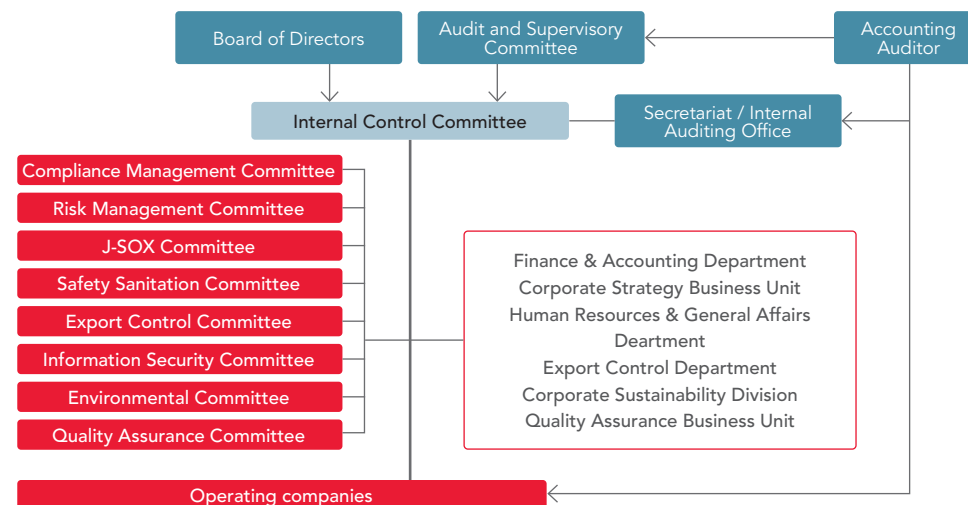 Board of Directors
Audit and Supervisory
Committee
Accounting
Auditor
Internal Control Committee
Secretariat / Internal
Auditing Office
Compliance Management Committee
Risk Management Committee
J-SOX Committee
Safety Sanitation Committee
Export Control Committee
Information Security Committee
Environmental Committee
Quality Assurance Committee
Finance & Accounting Department
Corporate Strategy Business Unit
Human Resources & General Affairs
Deartment
Export Control Department
Corporate Sustainability Division
Quality Assurance Business Unit
Operating companies